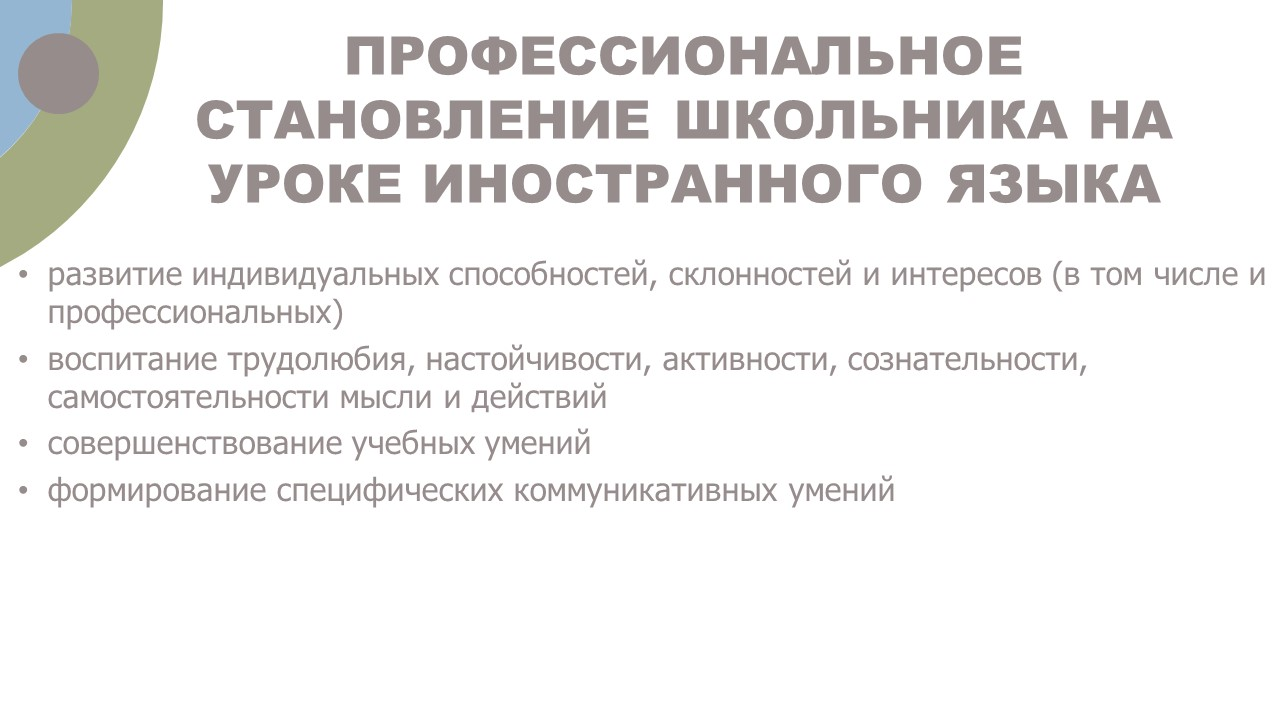 ПРОФЕССИОНАЛЬНОЕ
СТАНОВЛЕНИЕ ШКОЛЬНИКА НА
УРОКЕ ИНОСТРАННОГО ЯЗЫКА
• развитие индивидуальных способностей, склонностей и интересов (в том числе и
профессиональных)
• воспитание трудолюбия, настойчивости, активности, сознательности,
самостоятельности мысли и действий
• совершенствование учебных умений
• формирование специфических коммуникативных умений